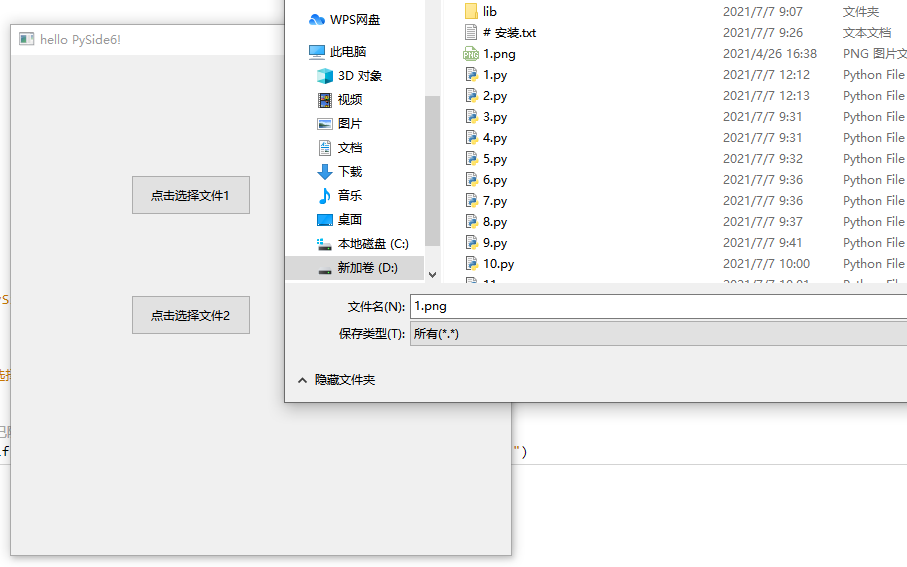 hello PySide6!
点击选择文件1
点击选择文件2
WPS网盘
此电脑
3D 对象
视频
图片
文档
下载
音乐
桌面
本地磁盘 (C:)
新加卷 (D:)
lib 2021/7/7 9:07 文件夹
# 安装.txt 2021/7/7 9:26 文本文档
1.png 2021/4/26 16:38 PNG 图片文
1.py 2021/7/7 12:12 Python File
2.py 2021/7/7 12:13 Python File
3.py 2021/7/7 9:31 Python File
4.py 2021/7/7 9:31 Python File
5.py 2021/7/7 9:32 Python File
6.py 2021/7/7 9:36 Python File
7.py 2021/7/7 9:36 Python File
8.py 2021/7/7 9:37 Python File
9.py 2021/7/7 9:41 Python File
10.py 2021/7/7 10:00 Python File
文件名(N): 1.png
保存类型(T): 所有(*.*)
隐藏文件夹
")